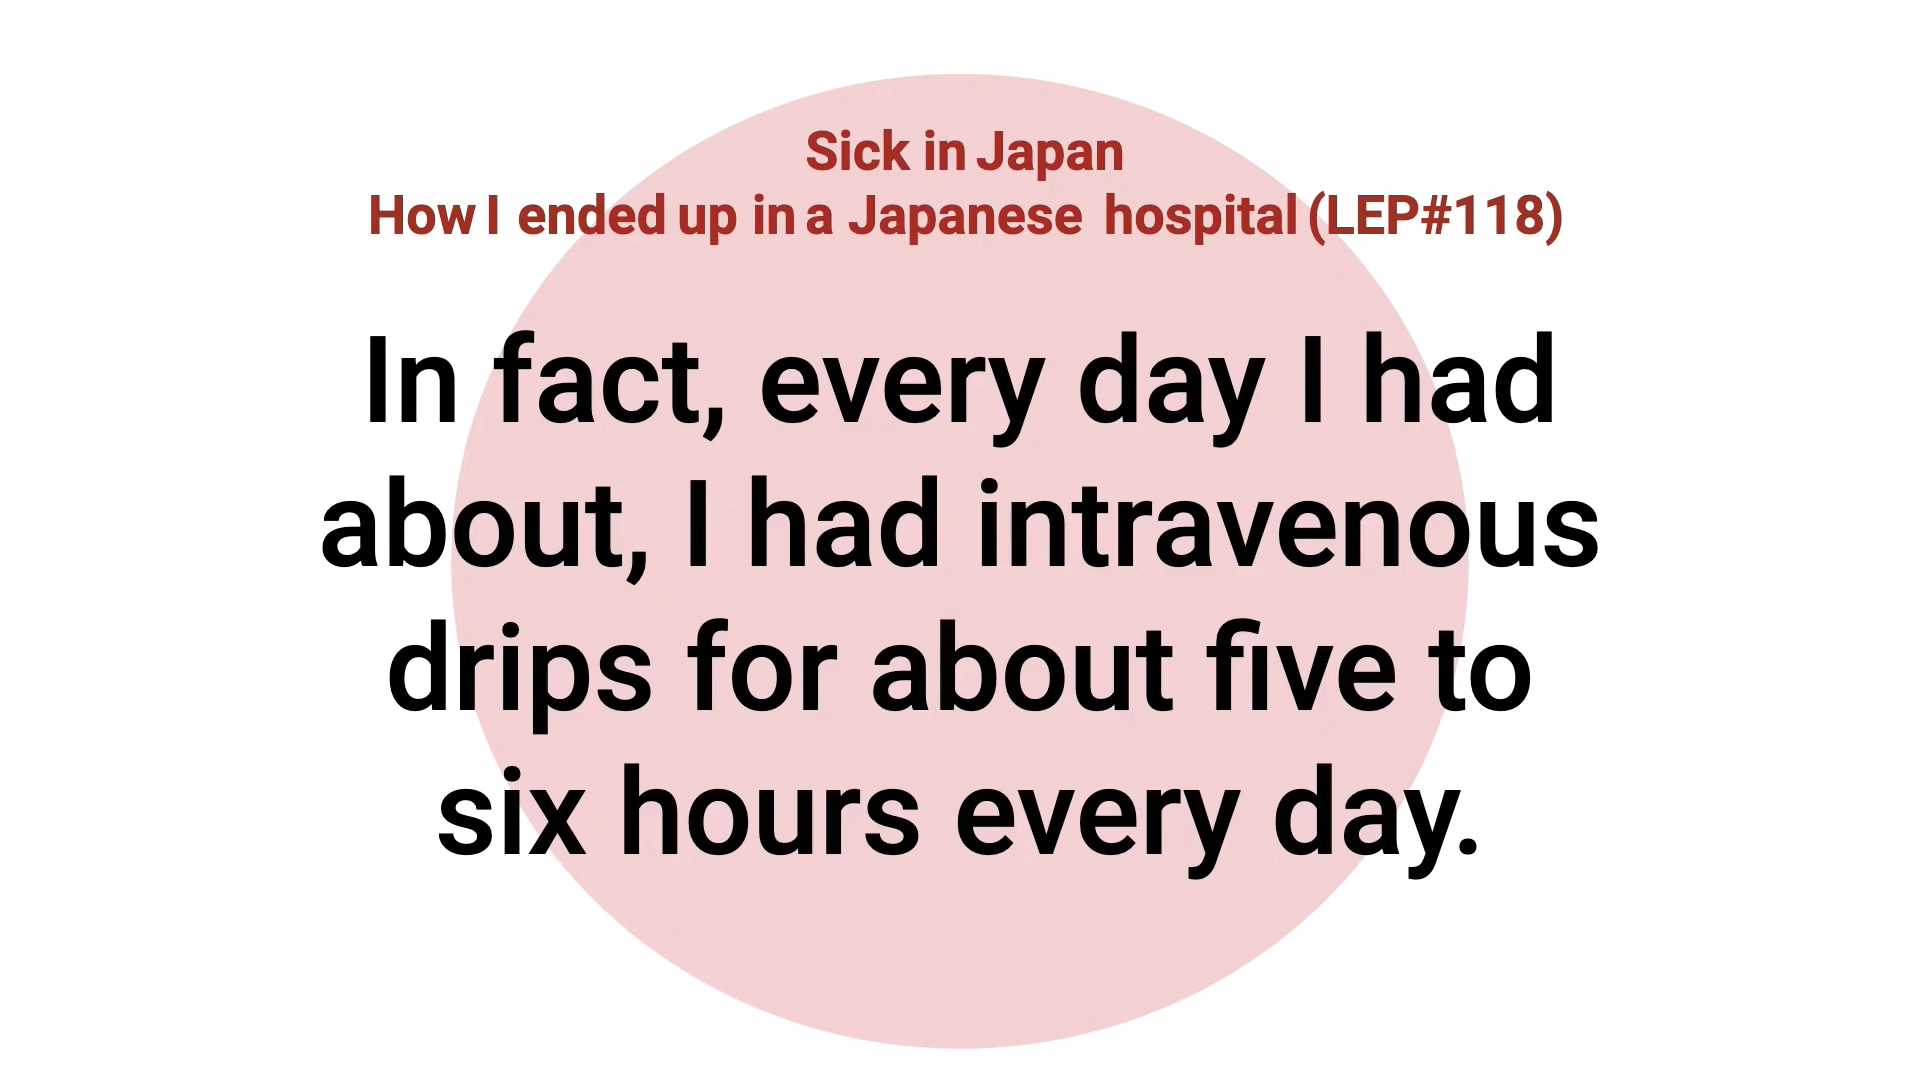 Sick in Japan
How I ended up in a Japanese hospital (LEP#118)
In fact, every day I had
about, I had intravenous
drips for about five to
six hours every day.